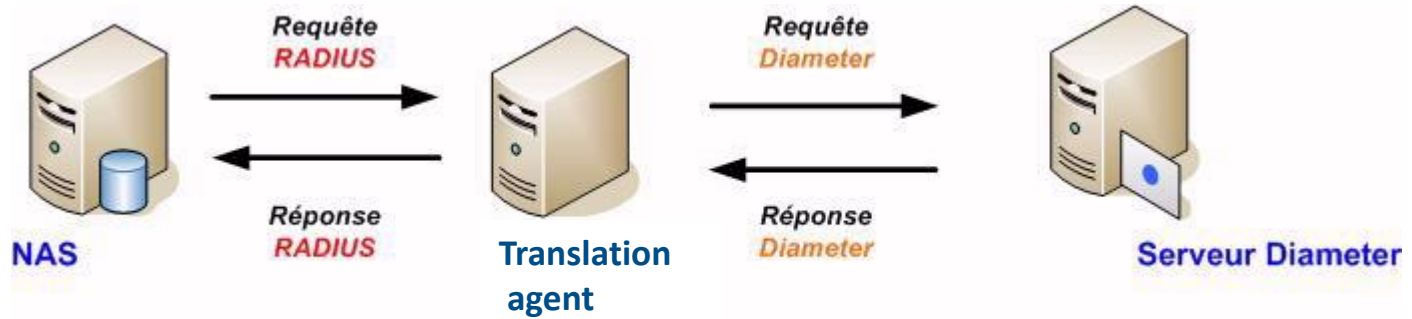 Requête
RADIUS
Requête
Diameter
Réponse
RADIUS
Réponse
Diameter
NAS
Translation
agent
Serveur Diameter